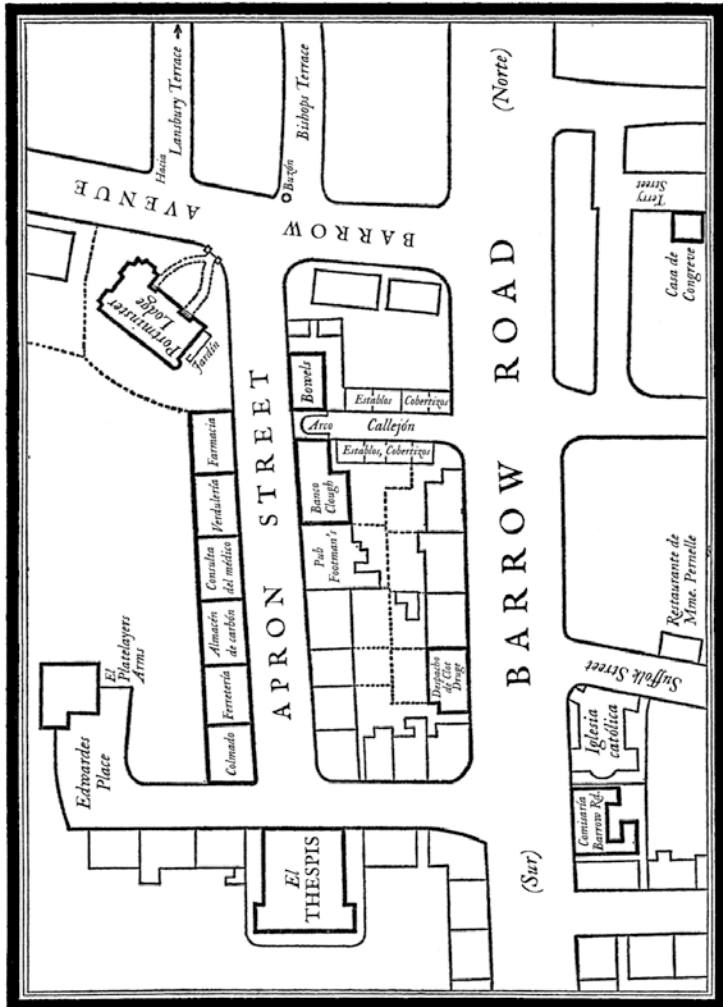 Hacia
Lansbury Terrace →
Bishops Terrace
Buzón
AVENUE
BARROW
(Norte)
Terry
Street
Casa de
Congreve
Portminster
Lodge
Jardín
BARROW ROAD
APRON STREET
Bowels
Establos
Cobertizos
Arco
Callejón
Establos, Cobertizos
Banco
Clough
Pub
Footman's
Farmacia
Verdulería
Consulta
del médico
Almacén
de carbón
Ferretería
Colmado
El
Platelayers
Arms
Edwardes
Place
Despacho
de Clot
Druge
Restaurante de
Mme. Pernelle
Suffolk Street
Iglesia
católica
Comisaría
Barrow Rd.
(Sur)
El
THESPIS